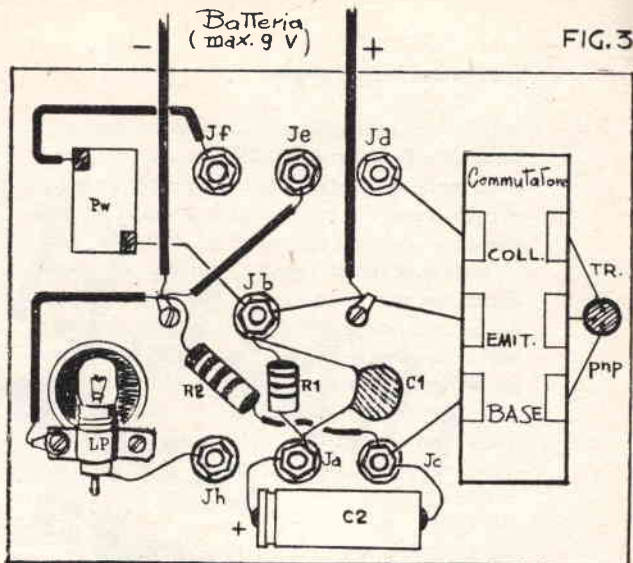 Batteria
FIG. 3
- (max. 9 V) +
Jf Je Jd
Commutatore
Pw
COLL.
TR.
Jb
EMIT.
R2 R1 C1
pnp
BASE
LP
Jh Ja Jc
+ C2